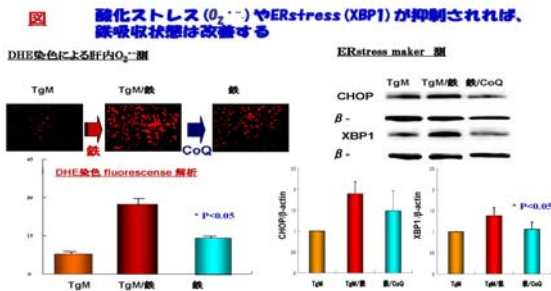 図
酸化ストレス(O₂⁻·)やERstress(XBP1)が抑制されれば、
鉄吸収状態は改善する
DHE染色による肝内O₂⁻·測
TgM
TgM/鉄
鉄
鉄
CoQ
DHE染色 fluorescense 解析
45
30
15
0
* P<0.05
TgM
TgM/鉄
鉄
ERstress maker 測
TgM
TgM/鉄
鉄/CoQ
CHOP
β-
XBP1
β-
CHOP/β-actin
TgM
TgM/鉄
鉄/CoQ
XBP1/β-actin
* P<0.05
TgM
TgM/鉄
鉄/CoQ